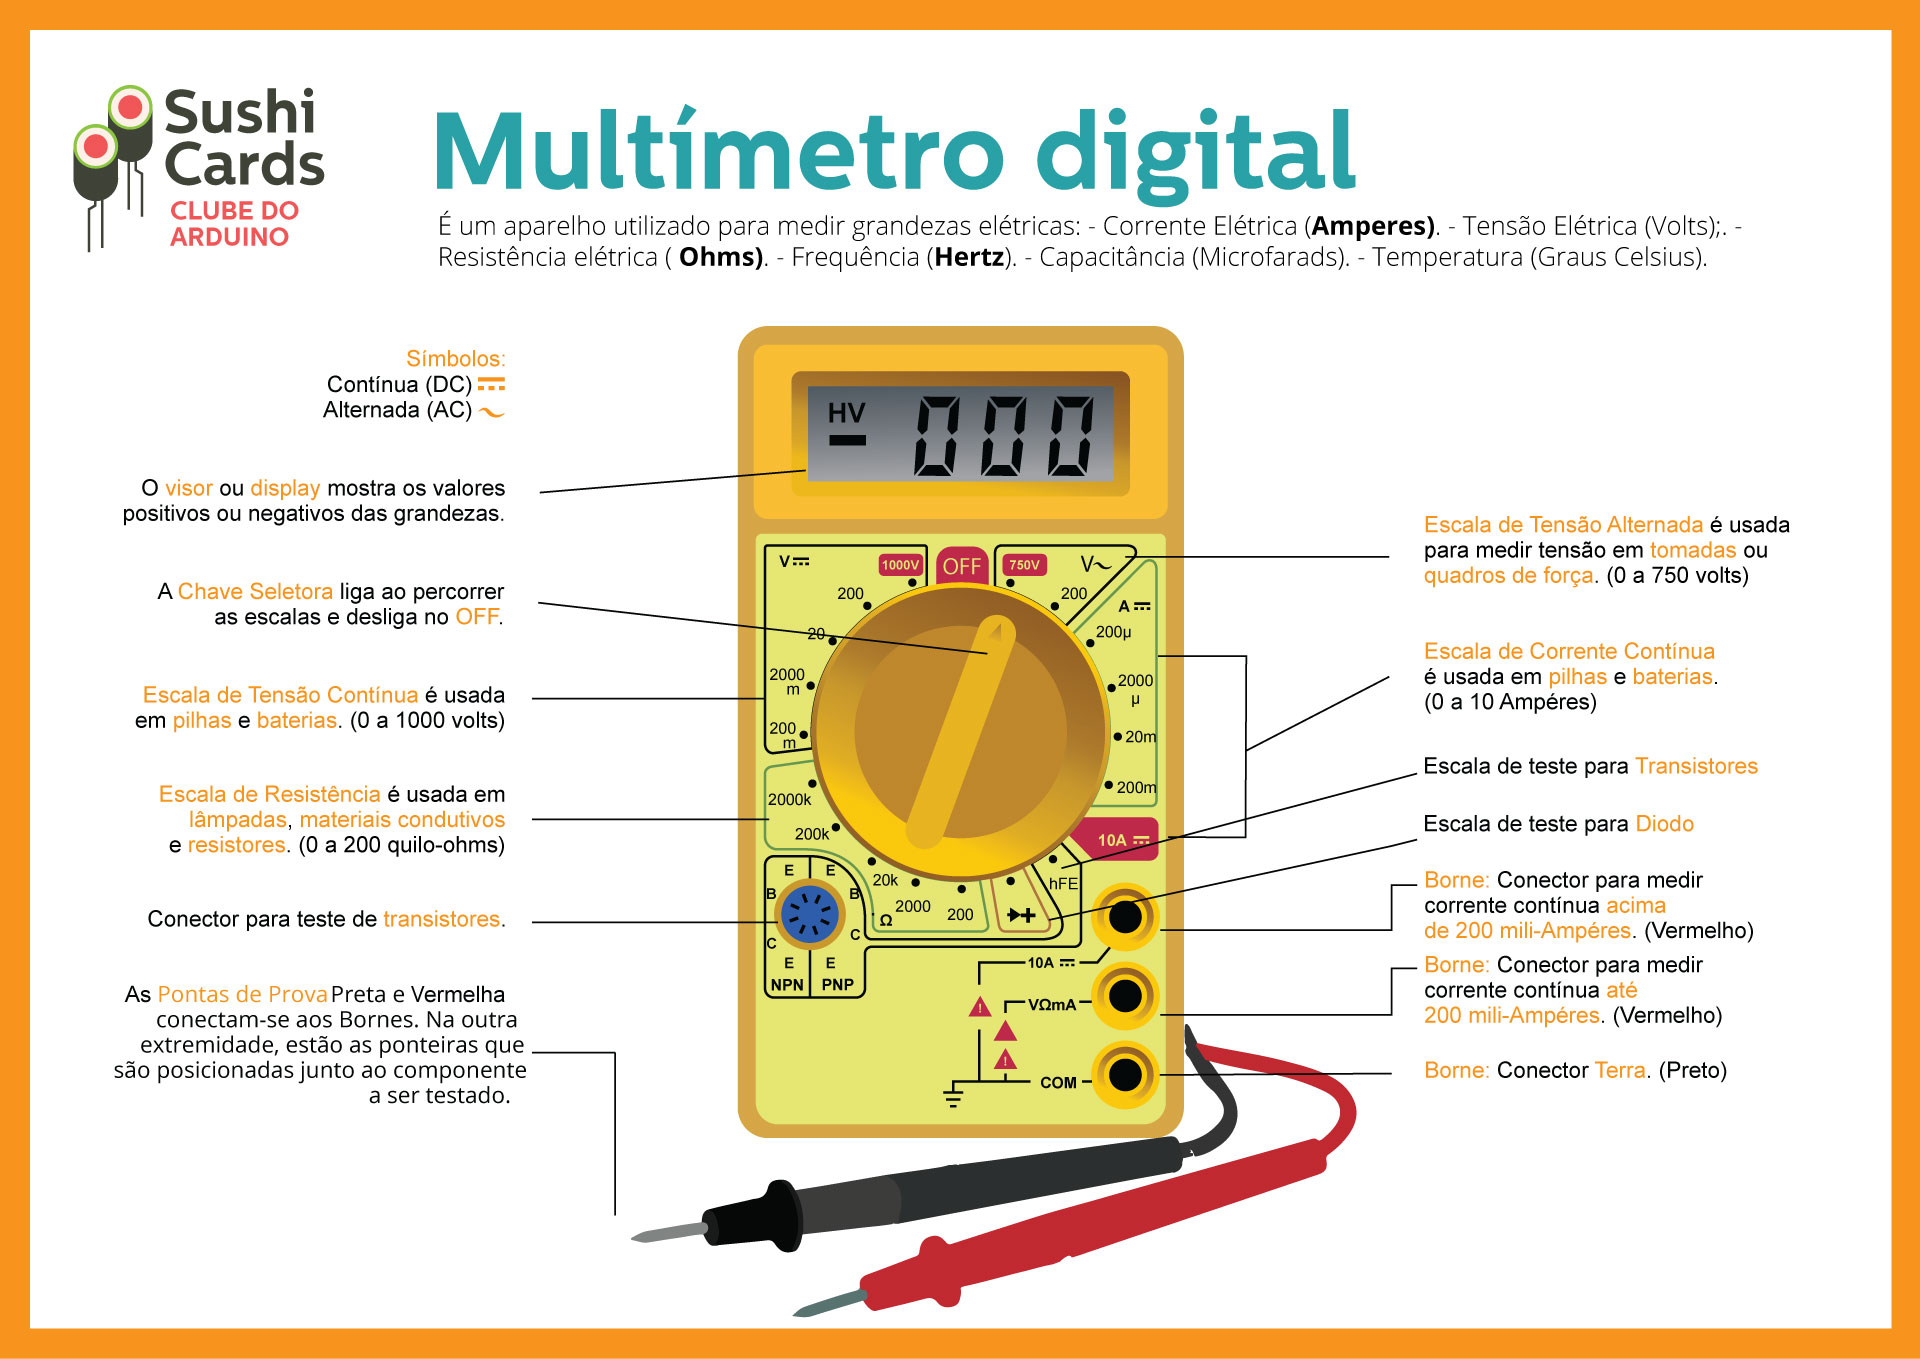 Sushi
Cards
CLUBE DO
ARDUINO
Multímetro digital
É um aparelho utilizado para medir grandezas elétricas: - Corrente Elétrica (Amperes). - Tensão Elétrica (Volts);. -
Resistência elétrica ( Ohms). - Frequência (Hertz). - Capacitância (Microfarads). - Temperatura (Graus Celsius).
Símbolos:
Contínua (DC)
Alternada (AC)
O visor ou display mostra os valores
positivos ou negativos das grandezas.
A Chave Seletora liga ao percorrer
as escalas e desliga no OFF.
Escala de Tensão Contínua é usada
em pilhas e baterias. (0 a 1000 volts)
Escala de Resistência é usada em
lâmpadas, materiais condutivos
e resistores. (0 a 200 quilo-ohms)
Conector para teste de transistores.
As Pontas de Prova Preta e Vermelha
conectam-se aos Bornes. Na outra
extremidade, estão as ponteiras que
são posicionadas junto ao componente
a ser testado.
HV
000
V
1000V
OFF
750V
V~
200
20
2000
m
200
m
2000k
200k
20k
2000
200
Ω
200
A
200µ
2000
µ
20m
200m
10A
hFE
E E
B B
C C
E E
NPN PNP
10A
VΩmA
COM
!
!
Escala de Tensão Alternada é usada
para medir tensão em tomadas ou
quadros de força. (0 a 750 volts)
Escala de Corrente Contínua
é usada em pilhas e baterias.
(0 a 10 Ampéres)
Escala de teste para Transistores
Escala de teste para Diodo
Borne: Conector para medir
corrente contínua acima
de 200 mili-Ampéres. (Vermelho)
Borne: Conector para medir
corrente contínua até
200 mili-Ampéres. (Vermelho)
Borne: Conector Terra. (Preto)